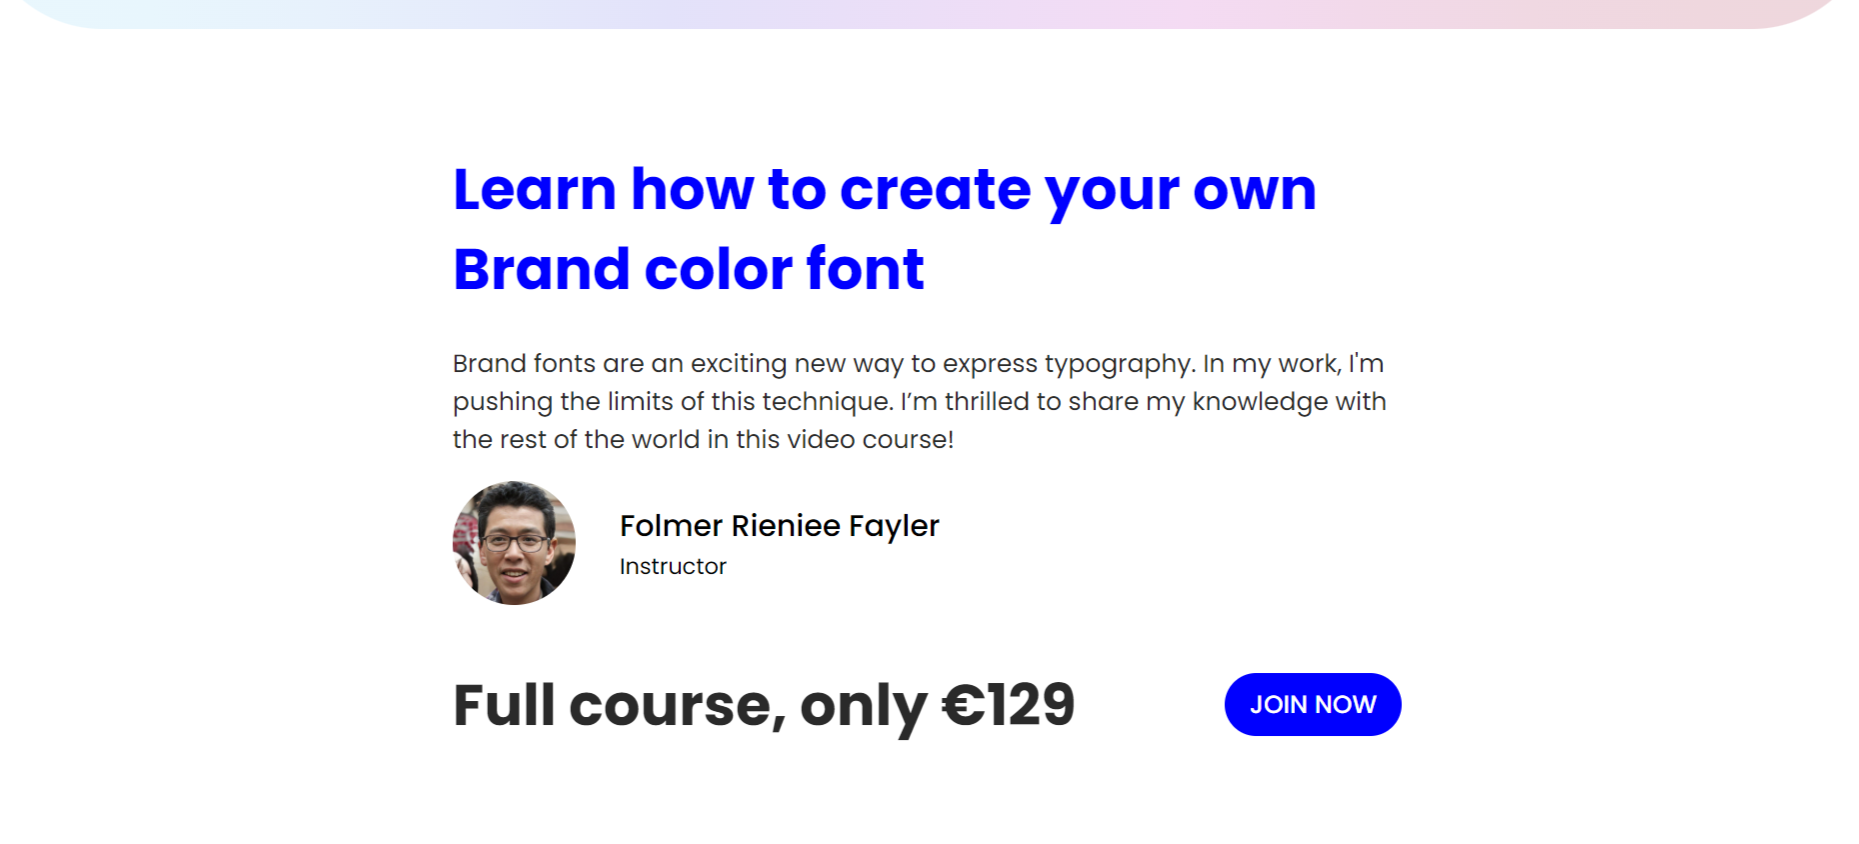 Learn how to create your own
Brand color font
Brand fonts are an exciting new way to express typography. In my work, I'm
pushing the limits of this technique. I’m thrilled to share my knowledge with
the rest of the world in this video course!
Folmer Rieniee Fayler
Instructor
Full course, only €129
JOIN NOW